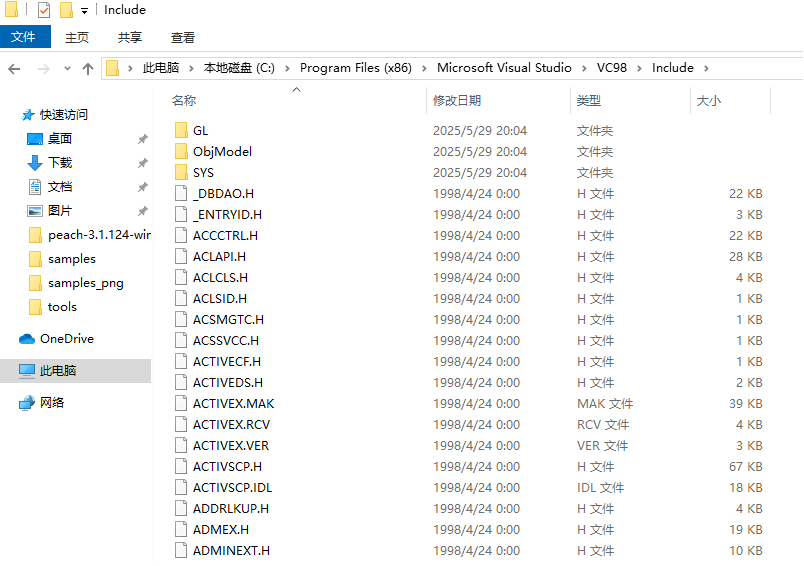 Include
文件 主页 共享 查看
此电脑 本地磁盘 (C:) Program Files (x86) Microsoft Visual Studio VC98 Include
名称 修改日期 类型 大小
快速访问
桌面
下载
文档
图片
peach-3.1.124-wir
samples
samples_png
tools
OneDrive
此电脑
网络
GL 2025/5/29 20:04 文件夹
ObjModel 2025/5/29 20:04 文件夹
SYS 2025/5/29 20:04 文件夹
_DBDAO.H 1998/4/24 0:00 H 文件 22 KB
_ENTRYID.H 1998/4/24 0:00 H 文件 3 KB
ACCCTRL.H 1998/4/24 0:00 H 文件 22 KB
ACLAPI.H 1998/4/24 0:00 H 文件 28 KB
ACLCLS.H 1998/4/24 0:00 H 文件 4 KB
ACLSID.H 1998/4/24 0:00 H 文件 1 KB
ACSMGTC.H 1998/4/24 0:00 H 文件 1 KB
ACSSVCC.H 1998/4/24 0:00 H 文件 1 KB
ACTIVECF.H 1998/4/24 0:00 H 文件 1 KB
ACTIVEDS.H 1998/4/24 0:00 H 文件 2 KB
ACTIVEX.MAK 1998/4/24 0:00 MAK 文件 39 KB
ACTIVEX.RCV 1998/4/24 0:00 RCV 文件 4 KB
ACTIVEX.VER 1998/4/24 0:00 VER 文件 3 KB
ACTIVSCP.H 1998/4/24 0:00 H 文件 67 KB
ACTIVSCP.IDL 1998/4/24 0:00 IDL 文件 18 KB
ADDRLKUP.H 1998/4/24 0:00 H 文件 4 KB
ADMEX.H 1998/4/24 0:00 H 文件 19 KB
ADMINEXT.H 1998/4/24 0:00 H 文件 10 KB